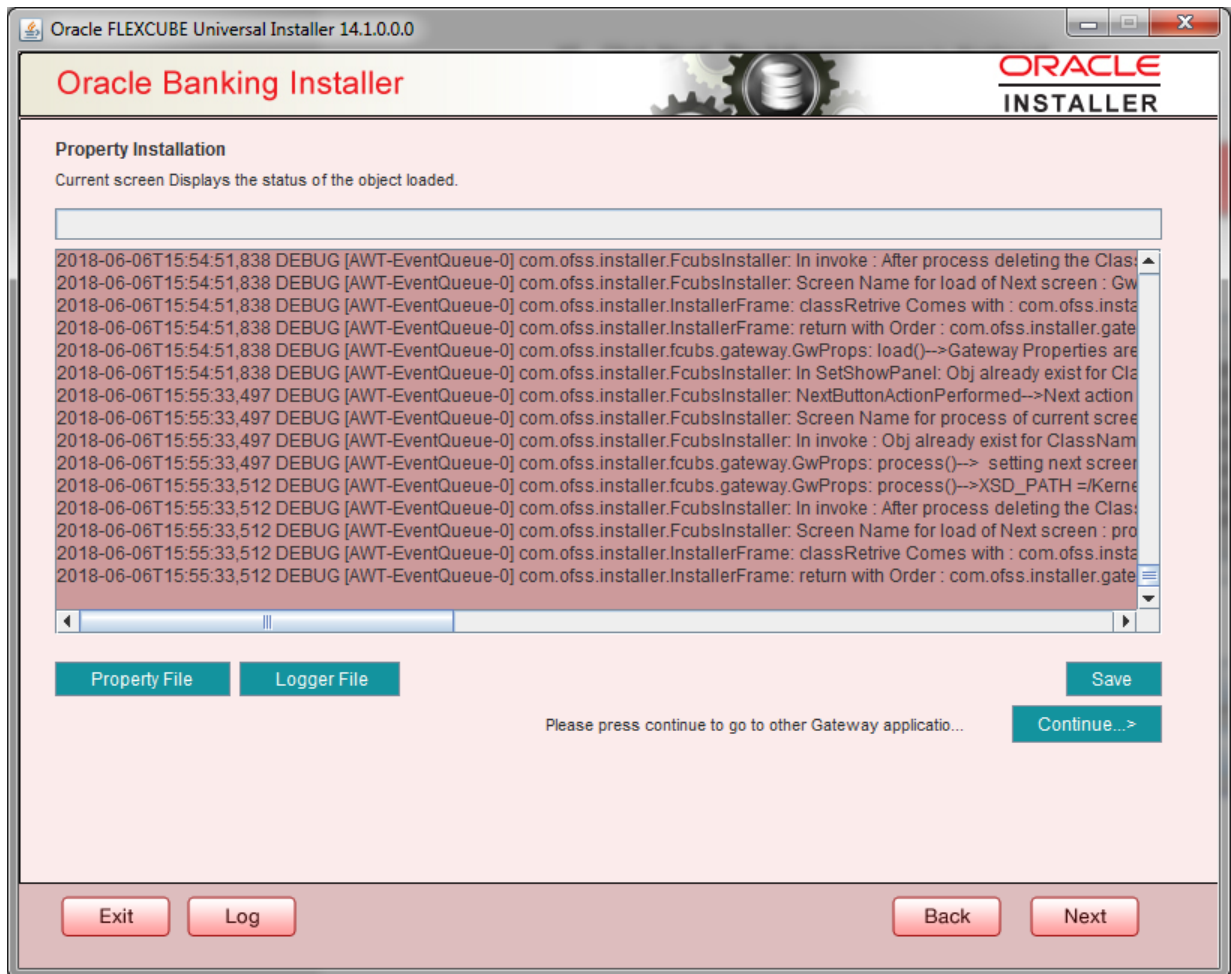 Oracle FLEXCUBE Universal Installer 14.1.0.0.0
Oracle Banking Installer
ORACLE
INSTALLER
Property Installation
Current screen Displays the status of the object loaded.
2018-06-06T15:54:51,838 DEBUG [AWT-EventQueue-0] com.ofss.installer.FcubsInstaller: In invoke : After process deleting the Clas
2018-06-06T15:54:51,838 DEBUG [AWT-EventQueue-0] com.ofss.installer.FcubsInstaller: Screen Name for load of Next screen : Gw
2018-06-06T15:54:51,838 DEBUG [AWT-EventQueue-0] com.ofss.installer.InstallerFrame: classRetrive Comes with : com.ofss.insta
2018-06-06T15:54:51,838 DEBUG [AWT-EventQueue-0] com.ofss.installer.InstallerFrame: return with Order : com.ofss.installer.gate
2018-06-06T15:54:51,838 DEBUG [AWT-EventQueue-0] com.ofss.installer.fcubs.gateway.GwProps: load()-->Gateway Properties are
2018-06-06T15:54:51,838 DEBUG [AWT-EventQueue-0] com.ofss.installer.FcubsInstaller: In SetShowPanel: Obj already exist for Cla
2018-06-06T15:55:33,497 DEBUG [AWT-EventQueue-0] com.ofss.installer.FcubsInstaller: NextButtonActionPerformed-->Next action
2018-06-06T15:55:33,497 DEBUG [AWT-EventQueue-0] com.ofss.installer.FcubsInstaller: Screen Name for process of current scree
2018-06-06T15:55:33,497 DEBUG [AWT-EventQueue-0] com.ofss.installer.FcubsInstaller: In invoke : Obj already exist for ClassNam
2018-06-06T15:55:33,497 DEBUG [AWT-EventQueue-0] com.ofss.installer.fcubs.gateway.GwProps: process()--> setting next screen
2018-06-06T15:55:33,512 DEBUG [AWT-EventQueue-0] com.ofss.installer.fcubs.gateway.GwProps: process()-->XSD_PATH =/Kerne
2018-06-06T15:55:33,512 DEBUG [AWT-EventQueue-0] com.ofss.installer.FcubsInstaller: In invoke : After process deleting the Clas
2018-06-06T15:55:33,512 DEBUG [AWT-EventQueue-0] com.ofss.installer.FcubsInstaller: Screen Name for load of Next screen : pro
2018-06-06T15:55:33,512 DEBUG [AWT-EventQueue-0] com.ofss.installer.InstallerFrame: classRetrive Comes with : com.ofss.insta
2018-06-06T15:55:33,512 DEBUG [AWT-EventQueue-0] com.ofss.installer.InstallerFrame: return with Order : com.ofss.installer.gate
Property File
Logger File
Save
Please press continue to go to other Gateway applicatio...
Continue...>
Exit
Log
Back
Next